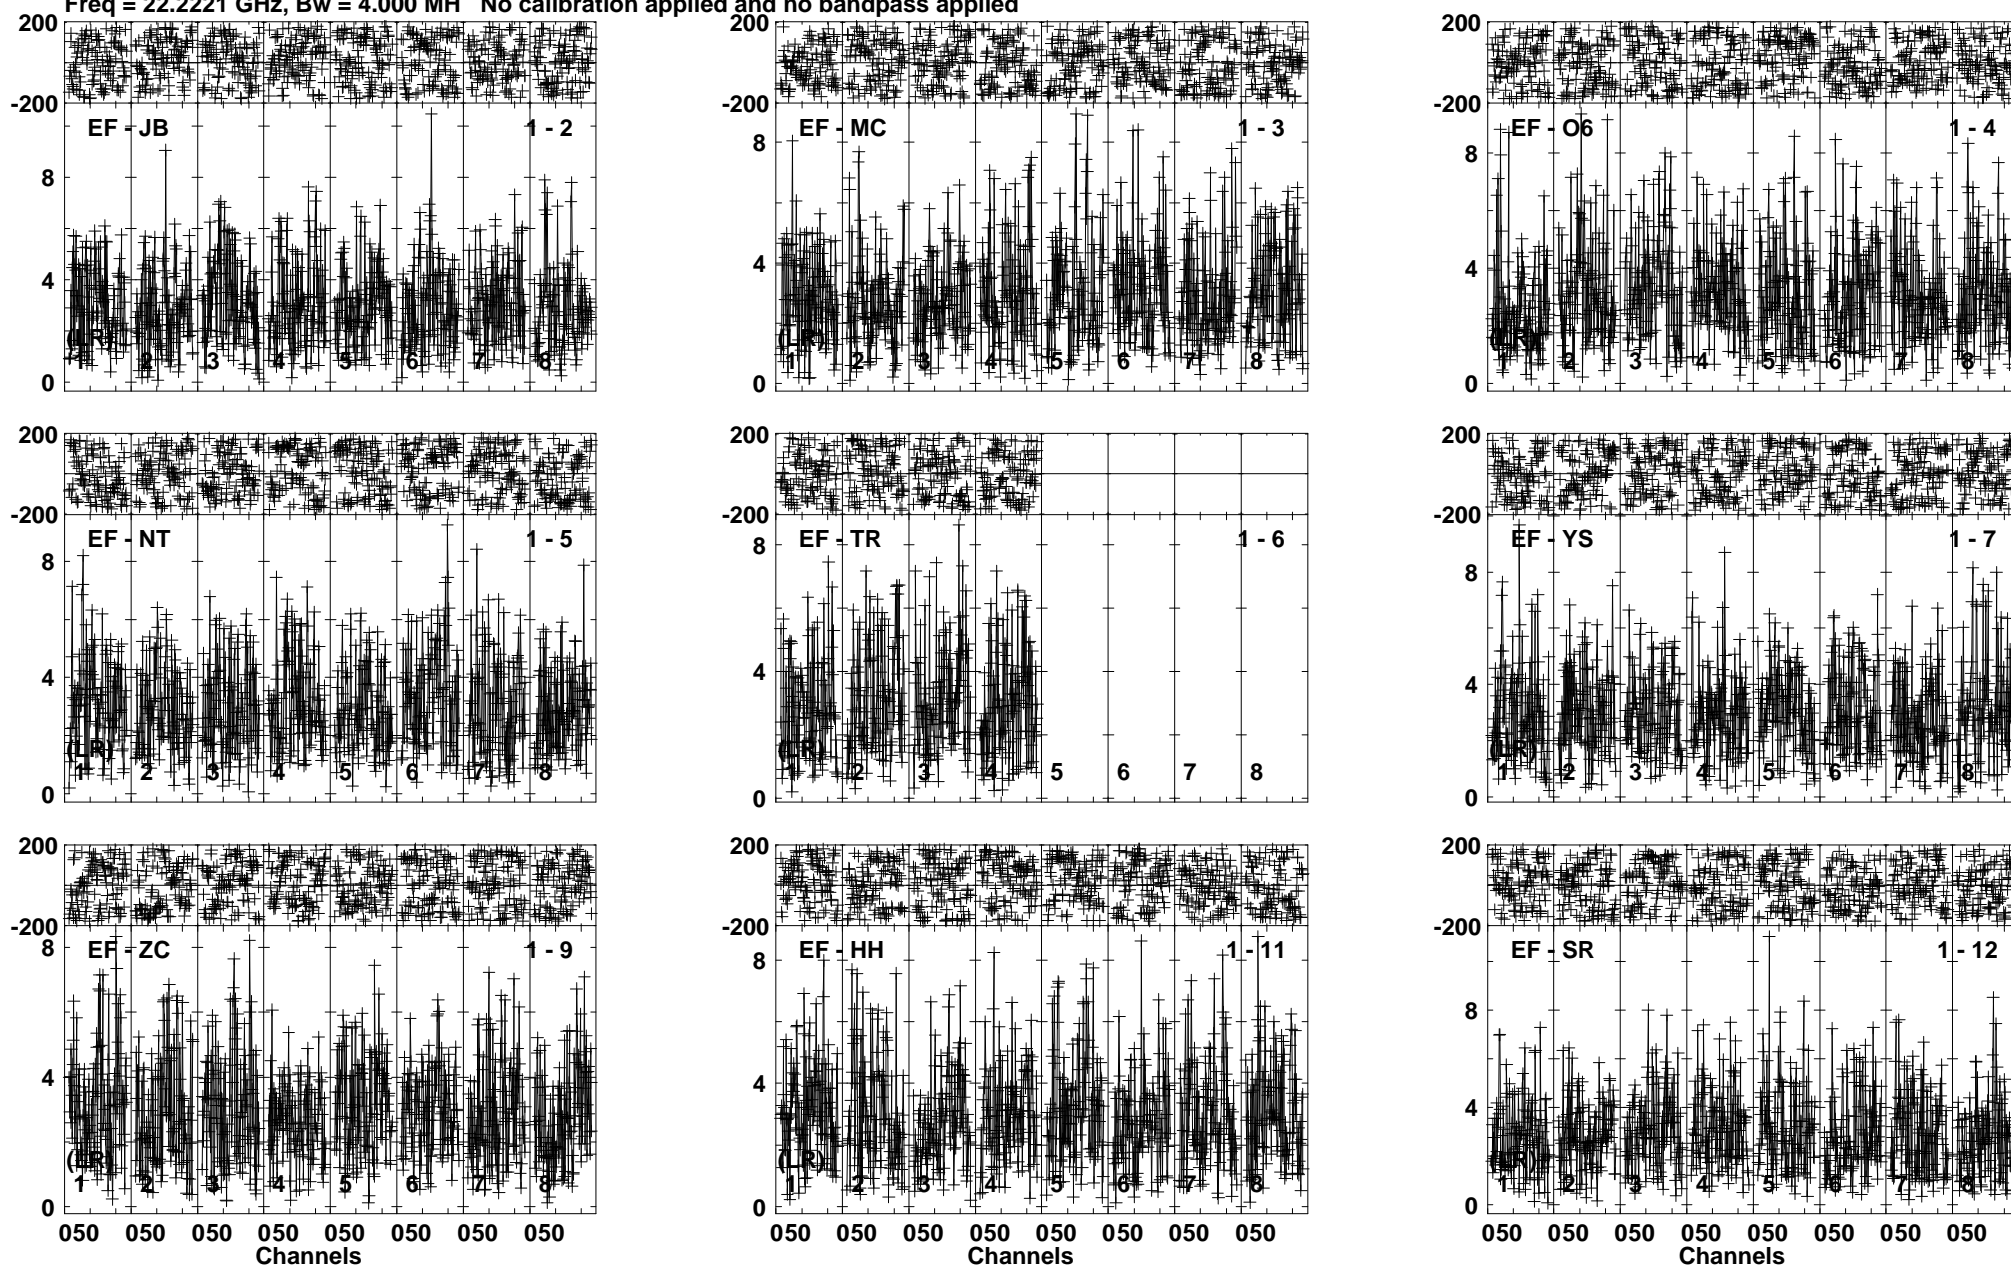 Freq = 22.2221 GHz, Bw = 4.000 MH No calibration applied and no bandpass applied
200 200 200
-200 -200 -200
EF - JB 1 - 2 EF - MC 1 - 3 EF - O6 1 - 4
8 8 8
4 4 4
(LR) (LR) (LR)
1 2 3 4 5 6 7 8 1 2 3 4 5 6 7 8 1 2 3 4 5 6 7 8
0 0 0
200 200 200
-200 -200 -200
EF - NT 1 - 5 EF - TR 1 - 6 EF - YS 1 - 7
8 8 8
4 4 4
(LR) (LR) (LR)
1 2 3 4 5 6 7 8 1 2 3 4 5 6 7 8 1 2 3 4 5 6 7 8
0 0 0
200 200 200
-200 -200 -200
EF - ZC 1 - 9 EF - HH 1 - 11 EF - SR 1 - 12
8 8 8
4 4 4
(LR) (LR) (LR)
1 2 3 4 5 6 7 8 1 2 3 4 5 6 7 8 1 2 3 4 5 6 7 8
0 0 0
050 050 050 050 050 050 050 050 050 050 050 050 050 050 050 050 050 050 050 050 050 050 050 050
Channels Channels Channels